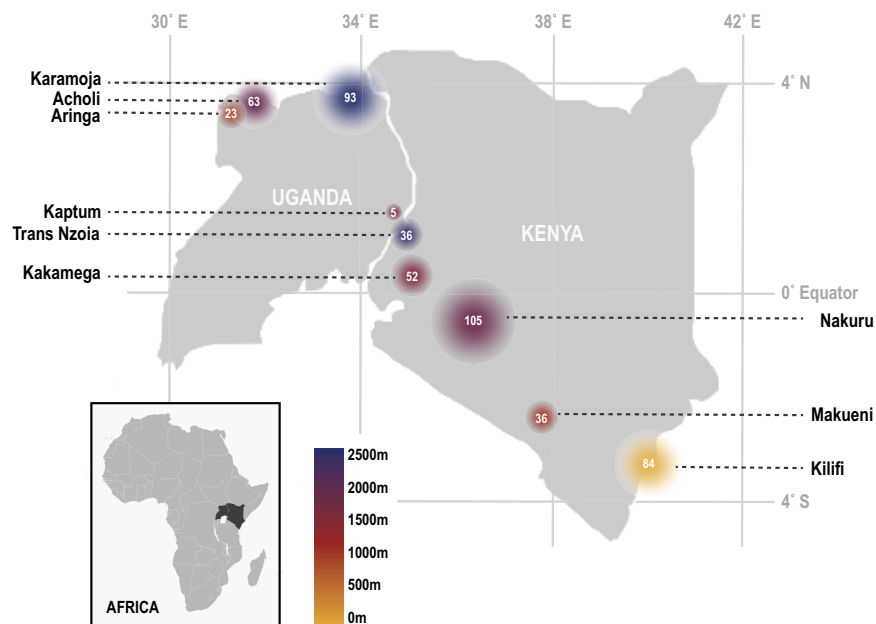 30° E
34° E
38° E
42° E
Karamoja
93
4° N
Acholi
63
Aringa
23
UGANDA
Kaptum
5
Trans Nzoia
36
KENYA
Kakamega
52
0° Equator
105
Nakuru
36
Makueni
84
Kilifi
4° S
2500m
2000m
1500m
1000m
500m
0m
AFRICA